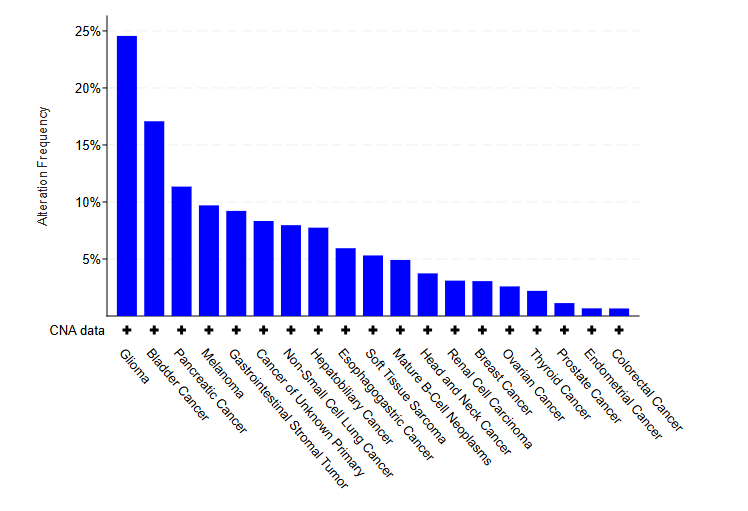 25%
20%
15%
10%
5%
Alteration Frequency
CNA data
Glioma
Bladder Cancer
Pancreatic Cancer
Melanoma
Gastrointestinal Stromal Tumor
Cancer of Unknown Primary
Non-Small Cell Lung Cancer
Hepatobiliary Cancer
Esophagogastric Cancer
Soft Tissue Sarcoma
Mature B-Cell Neoplasms
Head and Neck Cancer
Renal Cell Carcinoma
Breast Cancer
Ovarian Cancer
Thyroid Cancer
Prostate Cancer
Endometrial Cancer
Colorectal Cancer